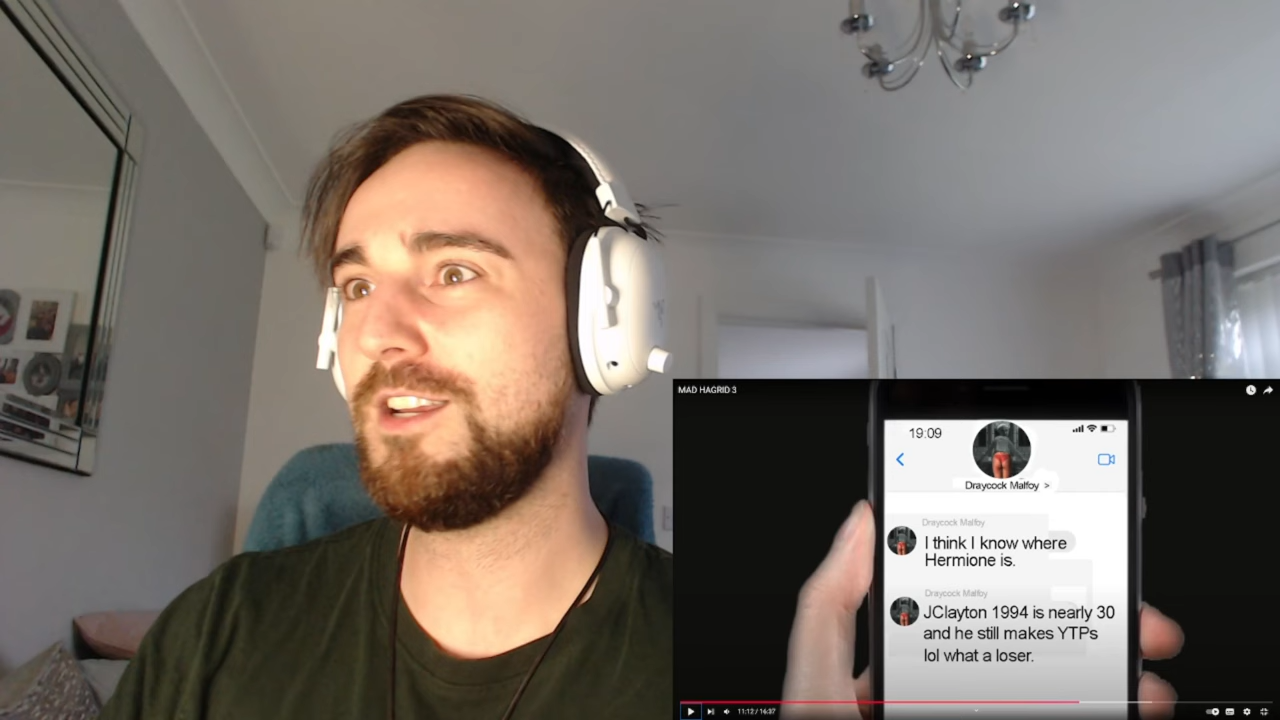 MAD HAGRID 3
19:09
Draycock Malfoy >
Draycock Malfoy
I think I know where
Hermione is.
Draycock Malfoy
JClayton 1994 is nearly 30
and he still makes YTPs
lol what a loser.
11:12 / 16:37